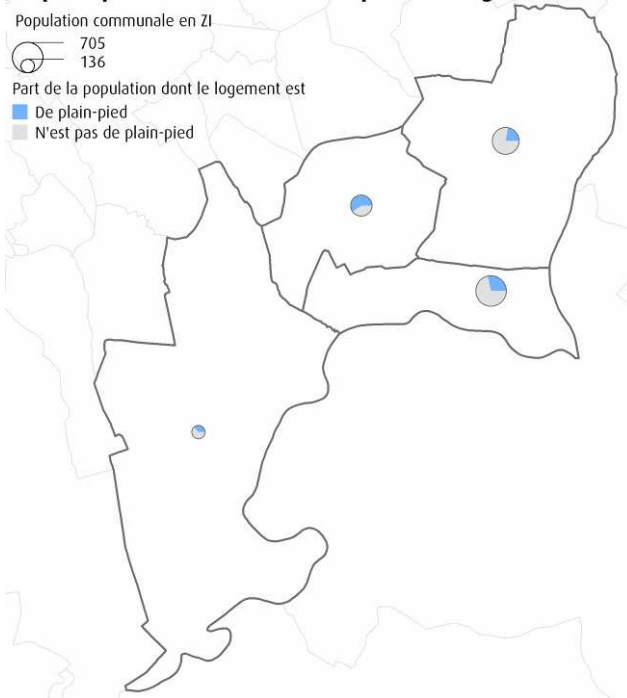 Population communale en ZI
705
136
Part de la population dont le logement est
De plain-pied
N'est pas de plain-pied